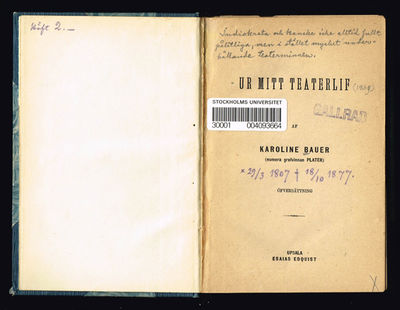 Häft 2.—
Indiskreta och kanske icke alltid fullt
pålitliga, men i stället mycket under-
hållande teaterminnen.
UR MITT TEATERLIF (1889)
STOCKHOLMS UNIVERSITET
30001 004093664
GALLRAD
AF
KAROLINE BAUER
(numera grefvinnan PLATER)
* 29/3 1807 † 18/10 1877.
ÖFVERSÄTTNING
UPSALA
ESAIAS EDQUIST
X